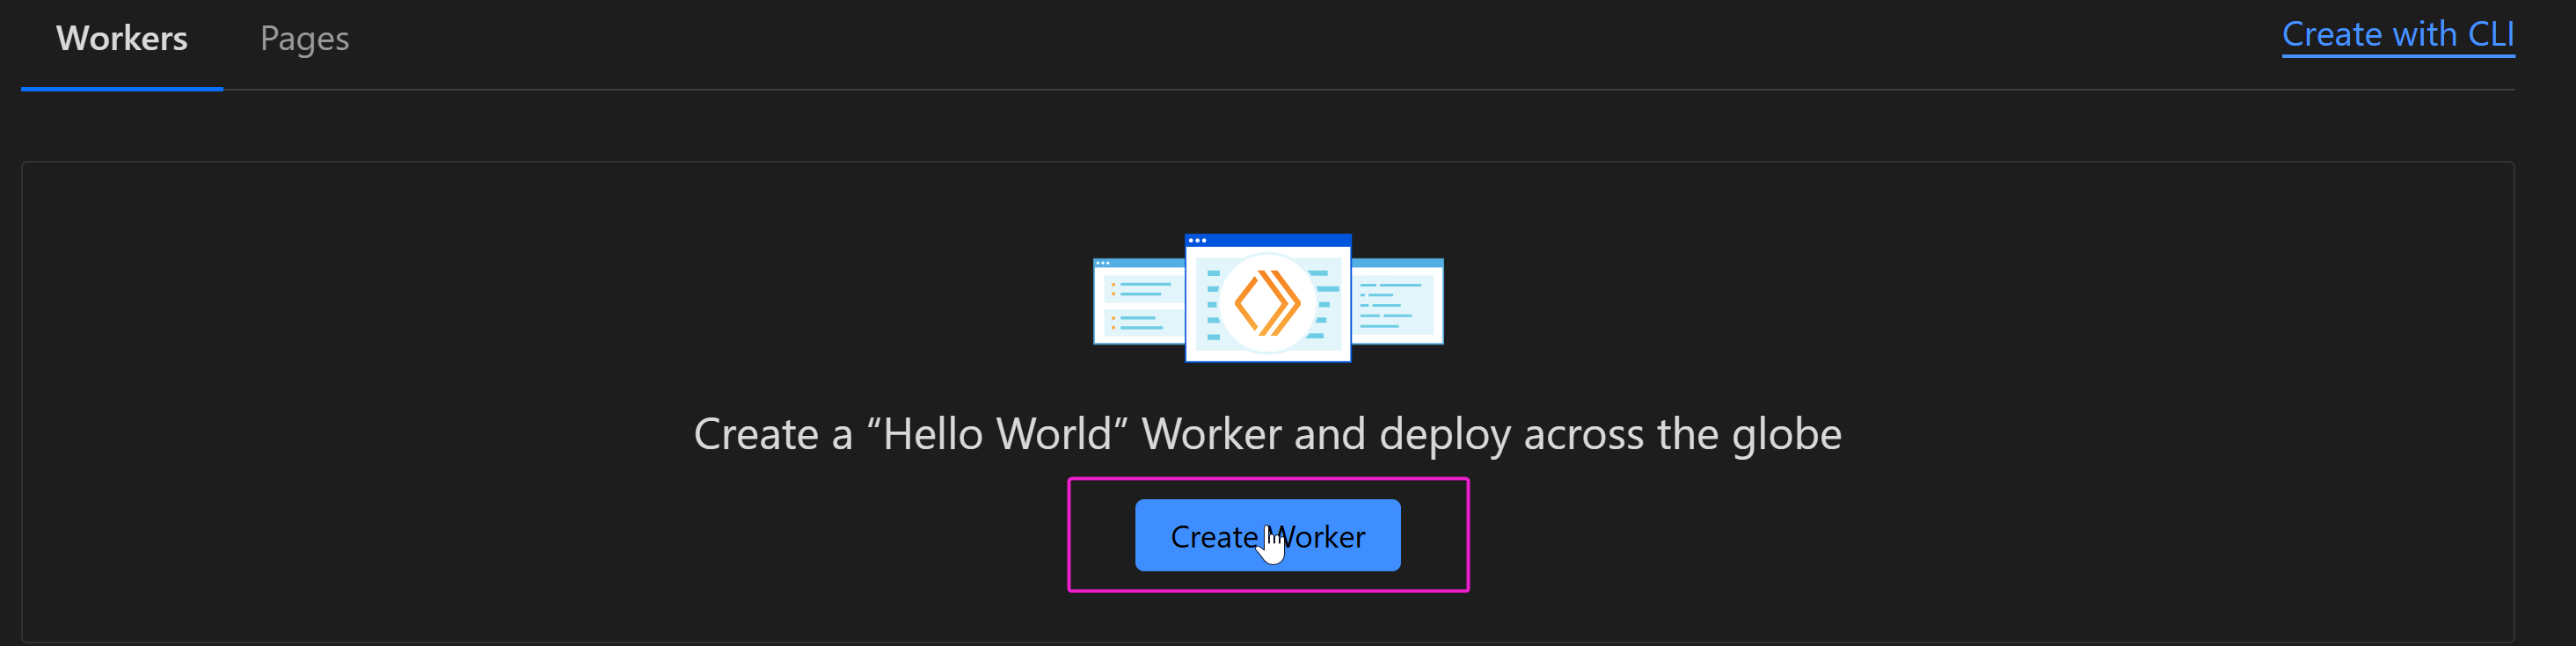 Workers Pages Create with CLI
Create a “Hello World” Worker and deploy across the globe
Create Worker